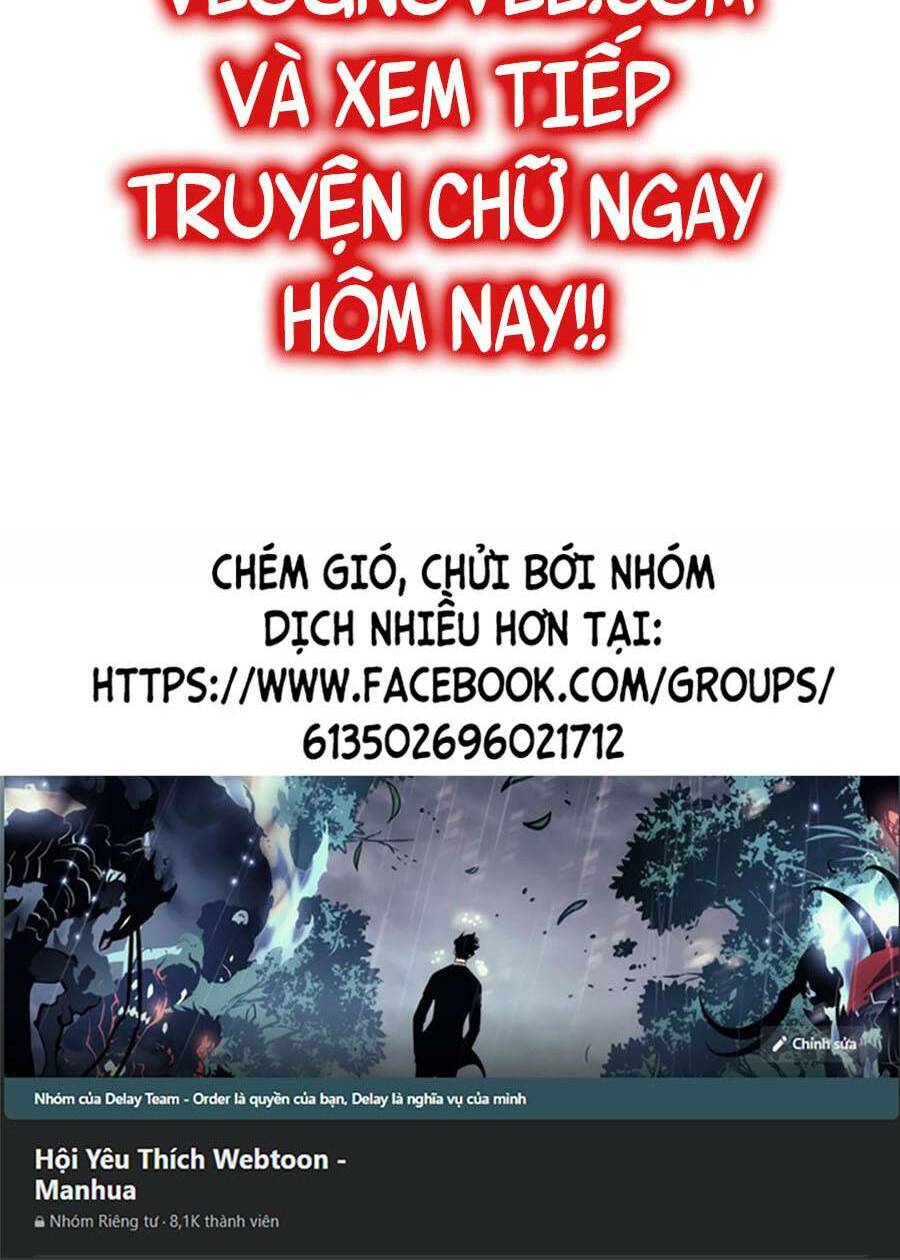 VLOGNOVEL.COM
VÀ XEM TIẾP
TRUYỆN CHỮ NGAY
HÔM NAY!!
CHÉM GIÓ, CHỬI BỚI NHÓM
DỊCH NHIỀU HƠN TẠI:
HTTPS://WWW.FACEBOOK.COM/GROUPS/
613502696021712
Chỉnh sửa
Nhóm của Delay Team - Order là quyền của bạn, Delay là nghĩa vụ của mình
Hội Yêu Thích Webtoon -
Manhua
Nhóm Riêng tư · 8,1K thành viên